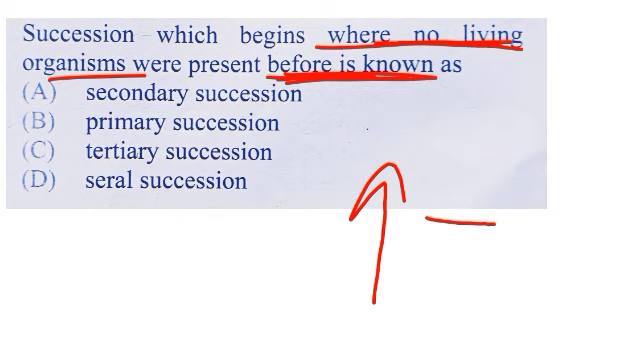 Succession which begins where no living
organisms were present before is known as
(A) secondary succession
(B) primary succession
(C) tertiary succession
(D) seral succession